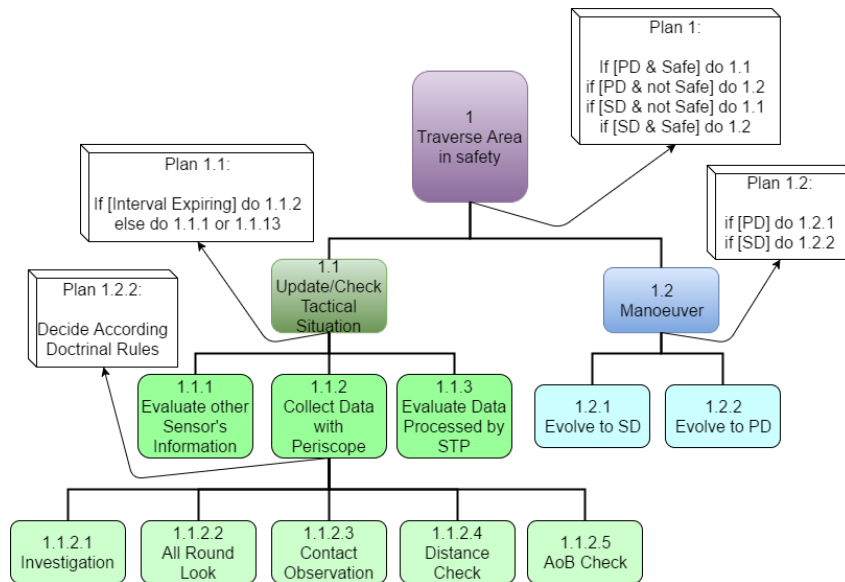 Plan 1:
If [PD & Safe] do 1.1
if [PD & not Safe] do 1.2
if [SD & not Safe] do 1.1
if [SD & Safe] do 1.2
1
Traverse Area
in safety
Plan 1.1:
If [Interval Expiring] do 1.1.2
else do 1.1.1 or 1.1.13
Plan 1.2:
if [PD] do 1.2.1
if [SD] do 1.2.2
Plan 1.2.2:
Decide According
Doctrinal Rules
1.1
Update/Check
Tactical
Situation
1.2
Manoeuver
1.1.1
Evaluate other
Sensor's
Information
1.1.2
Collect Data
with
Periscope
1.1.3
Evaluate Data
Processed by
STP
1.2.1
Evolve to SD
1.2.2
Evolve to PD
1.1.2.1
Investigation
1.1.2.2
All Round
Look
1.1.2.3
Contact
Observation
1.1.2.4
Distance
Check
1.1.2.5
AoB Check